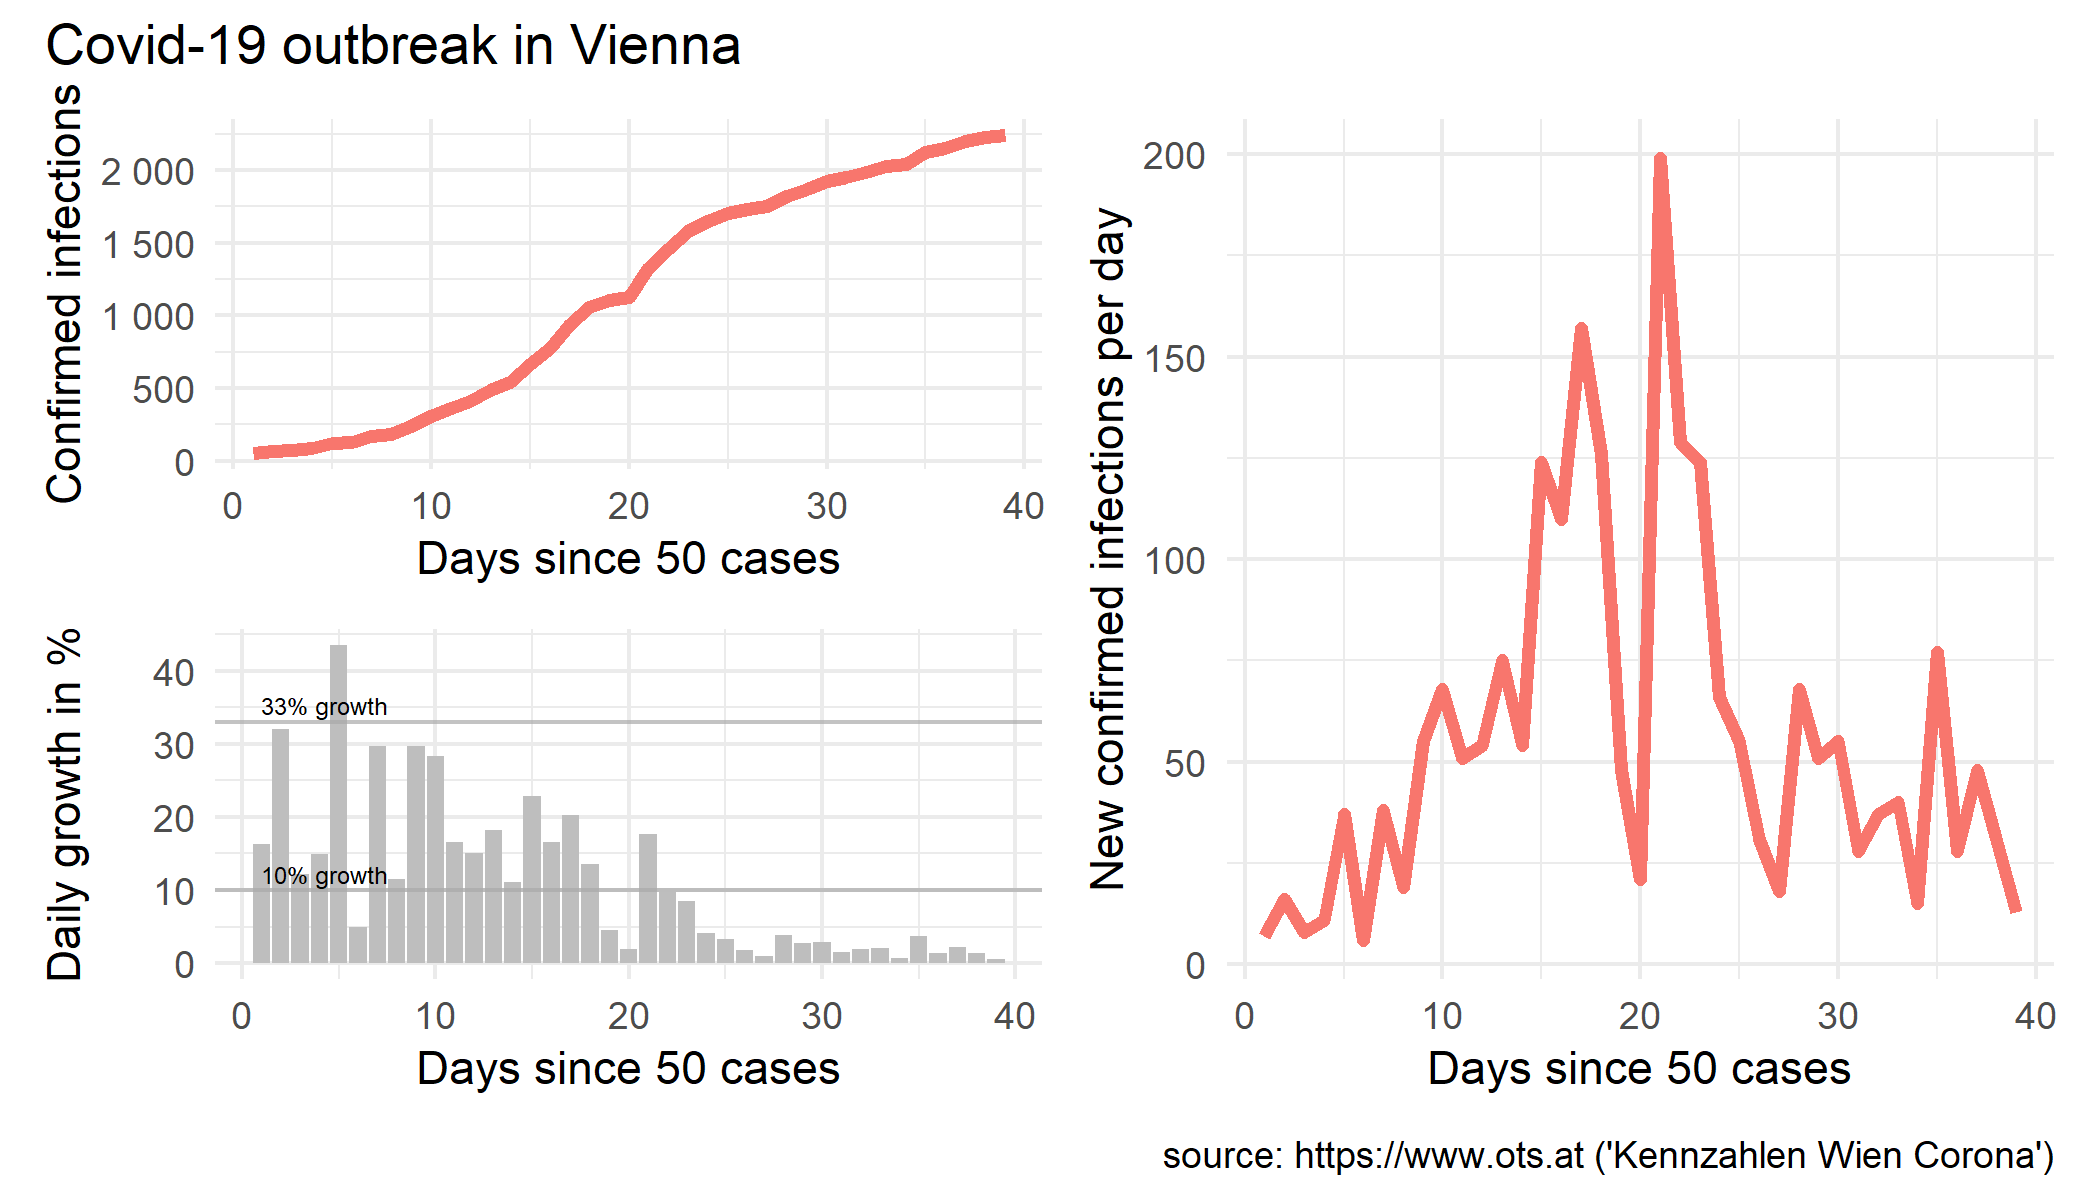 Covid-19 outbreak in Vienna
Confirmed infections
2 000
1 500
1 000
500
0
0 10 20 30 40
Days since 50 cases
Daily growth in %
40
30
20
10
0
33% growth
10% growth
0 10 20 30 40
Days since 50 cases
New confirmed infections per day
200
150
100
50
0
0 10 20 30 40
Days since 50 cases
source: https://www.ots.at ('Kennzahlen Wien Corona')